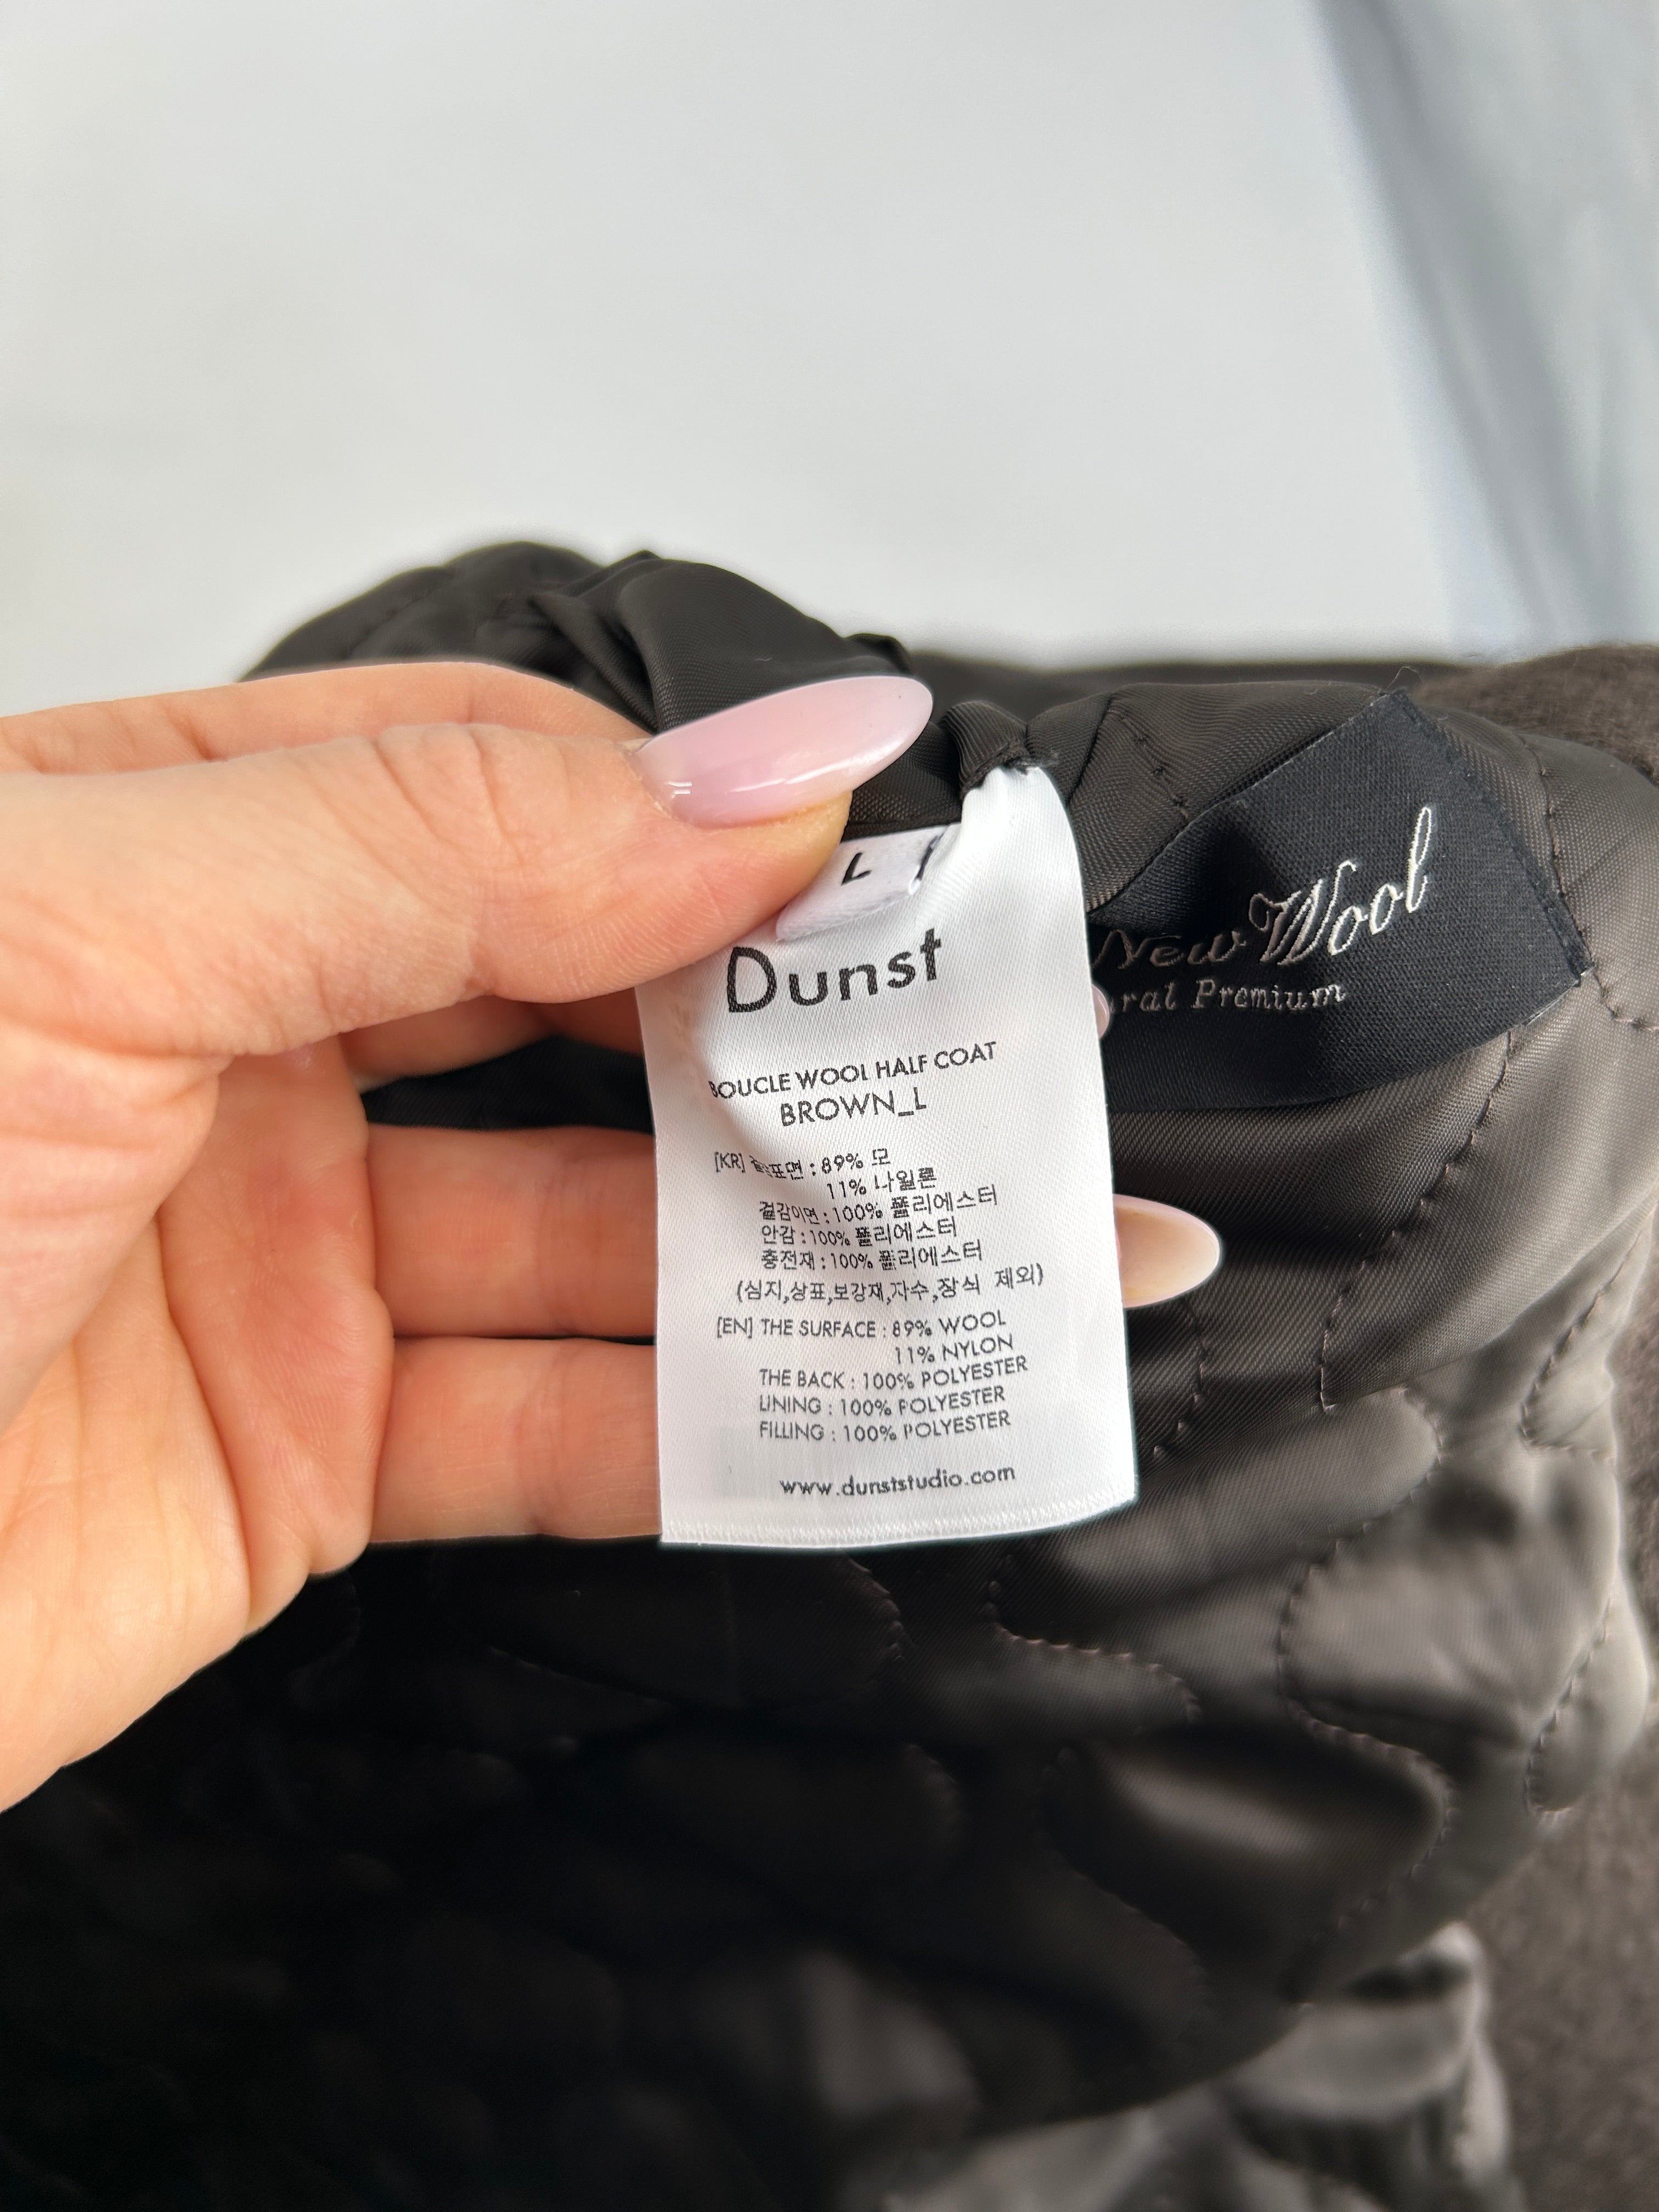 L
Dunst
BOUCLE WOOL HALF COAT
BROWN_L
[KR] 겉감표면 : 89% 모
11% 나일론
겉감이면 : 100% 폴리에스터
안감 : 100% 폴리에스터
충전재 : 100% 폴리에스터
(심지,상표,보강재,자수,장식 제외)
[EN] THE SURFACE : 89% WOOL
11% NYLON
THE BACK : 100% POLYESTER
LINING : 100% POLYESTER
FILLING : 100% POLYESTER
www.dunststudio.com
New Wool
Premium